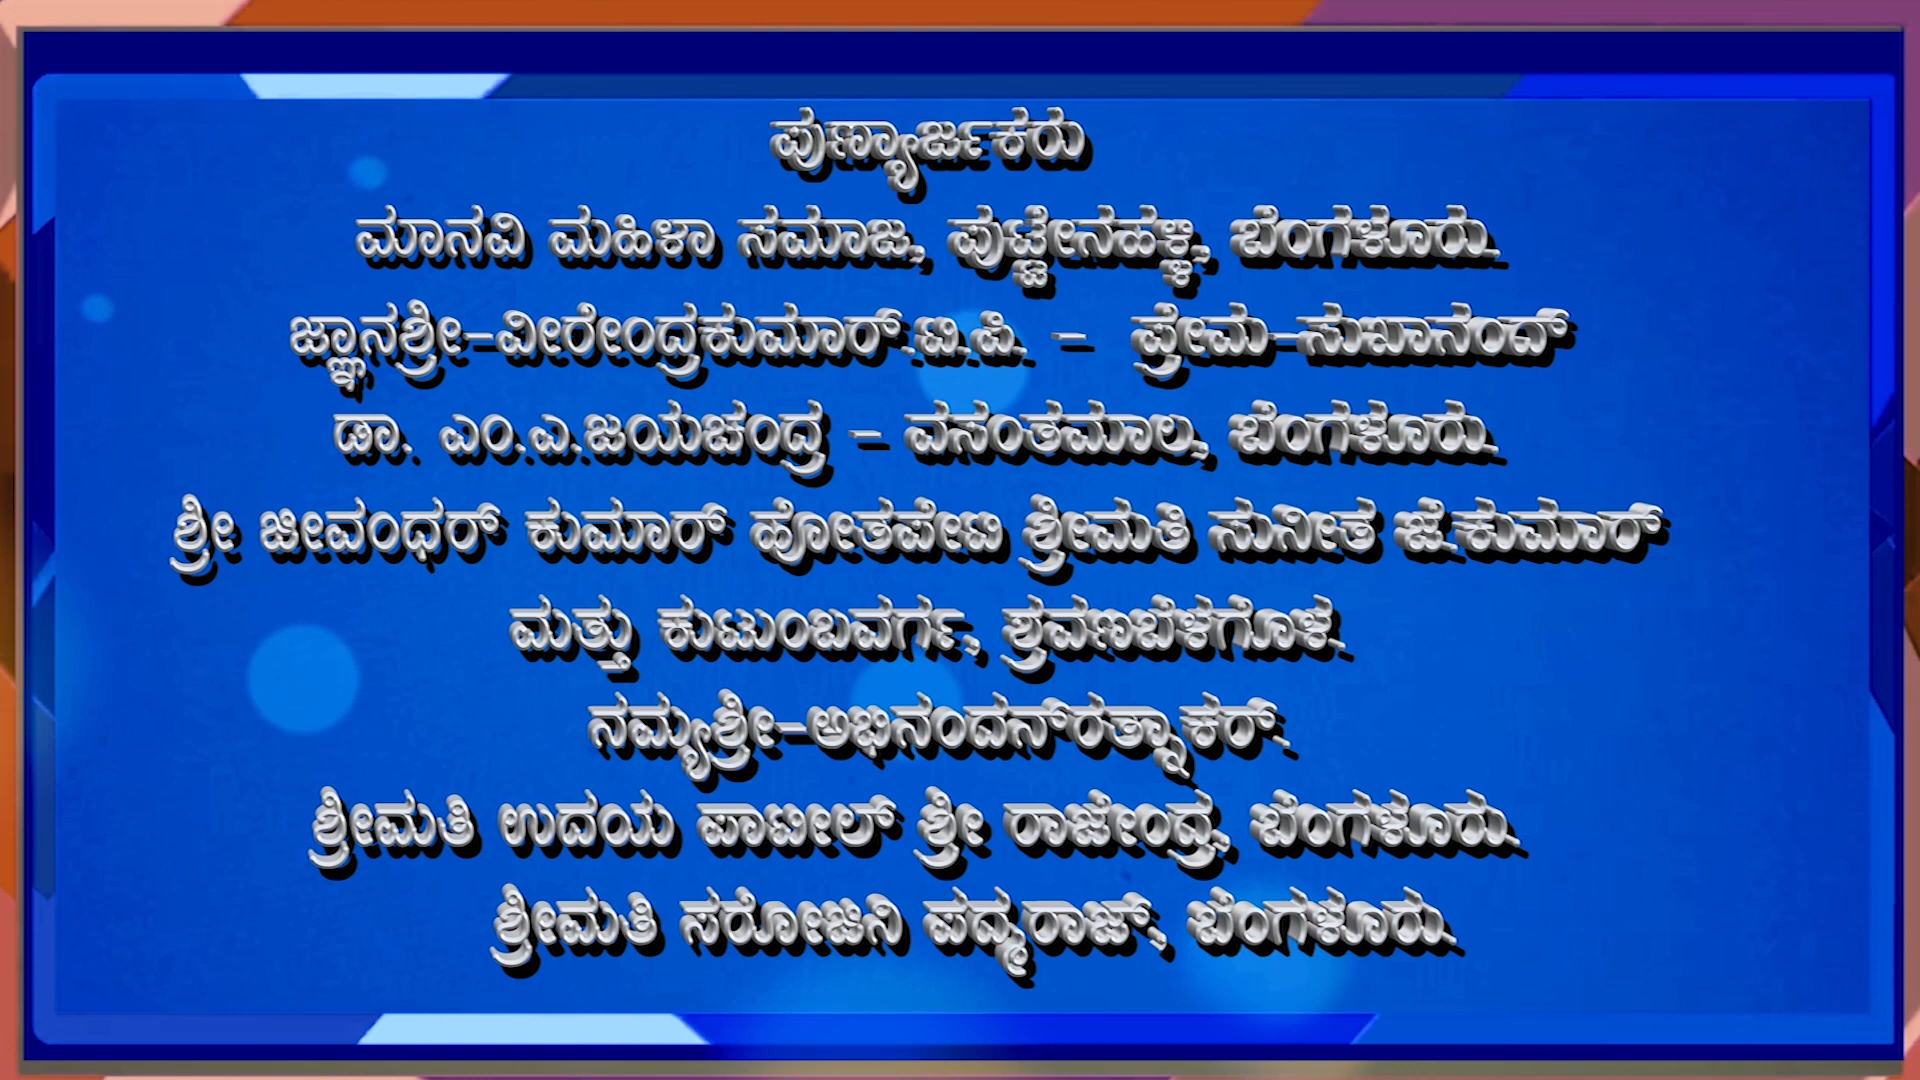 ಪುಣ್ಯಾರ್ಜಕರು
ಮಾನವಿ ಮಹಿಳಾ ಸಮಾಜ, ಪುಟ್ಟೇನಹಳ್ಳಿ, ಬೆಂಗಳೂರು.
ಜ್ಞಾನಶ್ರೀ-ವೀರೇಂದ್ರಕುಮಾರ್.ಟಿ.ಪಿ. - ಪ್ರೇಮ-ಸುಖಾನಂದ್
ಡಾ. ಎಂ.ಎ.ಜಯಚಂದ್ರ - ವಸಂತಮಾಲ, ಬೆಂಗಳೂರು.
ಶ್ರೀ ಜೀವಂಧರ್ ಕುಮಾರ್ ಹೋತಪೇಟಿ ಶ್ರೀಮತಿ ಸುನೀತ ಜೆ.ಕುಮಾರ್
ಮತ್ತು ಕುಟುಂಬವರ್ಗ, ಶ್ರವಣಬೆಳಗೊಳ.
ನಮ್ಯಶ್ರೀ-ಅಭಿನಂದನ್‌ರತ್ನಾಕರ್.
ಶ್ರೀಮತಿ ಉದಯ ಪಾಟೀಲ್ ಶ್ರೀ ರಾಜೇಂದ್ರ, ಬೆಂಗಳೂರು.
ಶ್ರೀಮತಿ ಸರೋಜಿನಿ ಪದ್ಮರಾಜ್, ಬೆಂಗಳೂರು.